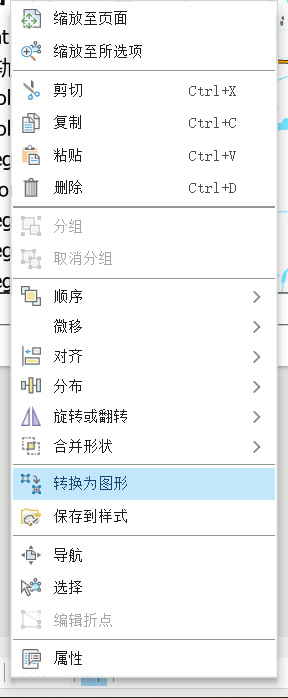 缩放至页面
缩放至所选项
剪切 Ctrl+X
复制 Ctrl+C
粘贴 Ctrl+V
删除 Ctrl+D
分组
取消分组
顺序
微移
对齐
分布
旋转或翻转
合并形状
转换为图形
保存到样式
导航
选择
编辑折点
属性